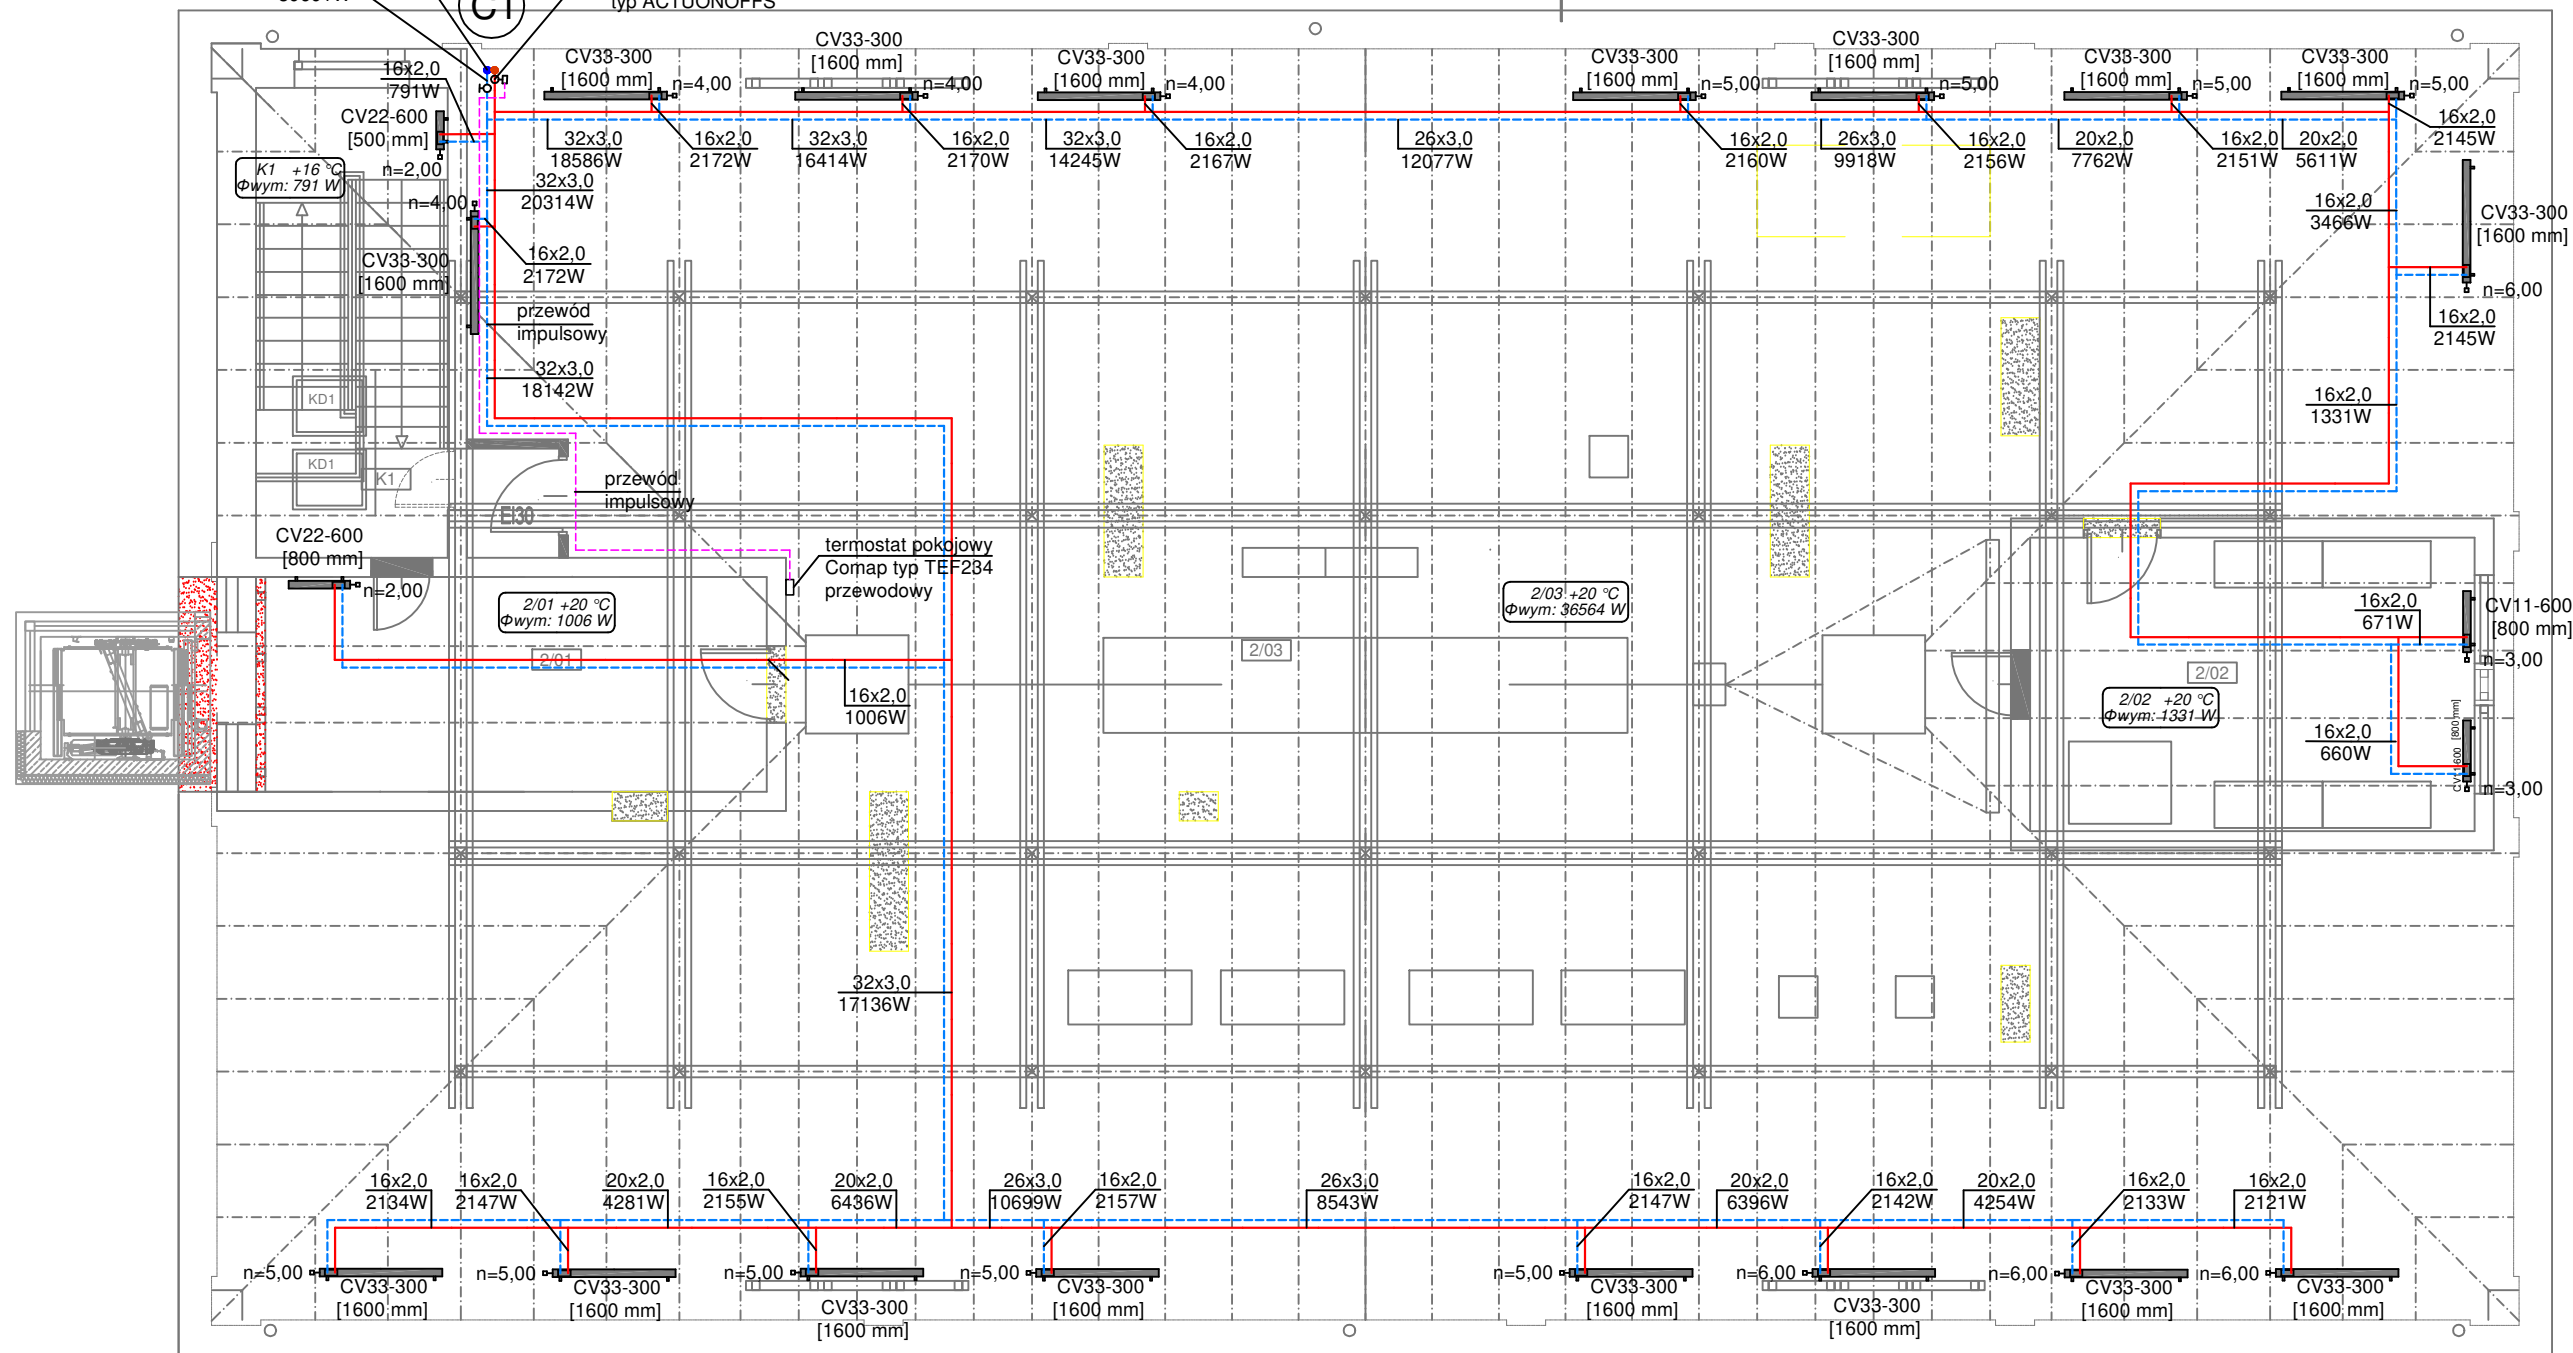 C1
typ ACTUONOFFS
CV33-300
[1600 mm]
n=4,00
CV33-300
[1600 mm]
n=4,00
CV33-300
[1600 mm]
n=4,00
CV33-300
[1600 mm]
n=5,00
CV33-300
[1600 mm]
n=5,00
CV33-300
[1600 mm]
n=5,00
CV33-300
[1600 mm]
n=5,00
16x2,0
791W
CV22-600
[500 mm]
n=2,00
K1 +16 °C
Φwym: 791 W
32x3,0
18586W
16x2,0
2172W
32x3,0
16414W
16x2,0
2170W
32x3,0
14245W
16x2,0
2167W
26x3,0
12077W
16x2,0
2160W
26x3,0
9918W
16x2,0
2156W
20x2,0
7762W
16x2,0
2151W
20x2,0
5611W
16x2,0
2145W
32x3,0
20314W
n=4,00
16x2,0
2172W
CV33-300
[1600 mm]
16x2,0
3466W
CV33-300
[1600 mm]
n=6,00
16x2,0
2145W
przewód
impulsowy
32x3,0
18142W
16x2,0
1331W
KD1
KD1
K1
EI30
przewód
impulsowy
CV22-600
[800 mm]
n=2,00
termostat pokojowy
Comap typ TEF234
przewodowy
2/01 +20 °C
Φwym: 1006 W
2/03 +20 °C
Φwym: 36564 W
2/01
2/03
16x2,0
1006W
16x2,0
671W
CV11-600
[800 mm]
n=3,00
2/02
2/02 +20 °C
Φwym: 1331 W
16x2,0
660W
CV11-600 [800 mm]
n=3,00
32x3,0
17136W
16x2,0
2134W
16x2,0
2147W
20x2,0
4281W
16x2,0
2155W
20x2,0
6436W
26x3,0
10699W
16x2,0
2157W
26x3,0
8543W
16x2,0
2147W
20x2,0
6396W
16x2,0
2142W
20x2,0
4254W
16x2,0
2133W
16x2,0
2121W
n=5,00
CV33-300
[1600 mm]
n=5,00
CV33-300
[1600 mm]
n=5,00
CV33-300
[1600 mm]
n=5,00
CV33-300
[1600 mm]
n=5,00
CV33-300
[1600 mm]
n=6,00
CV33-300
[1600 mm]
n=6,00
CV33-300
[1600 mm]
n=6,00
CV33-300
[1600 mm]